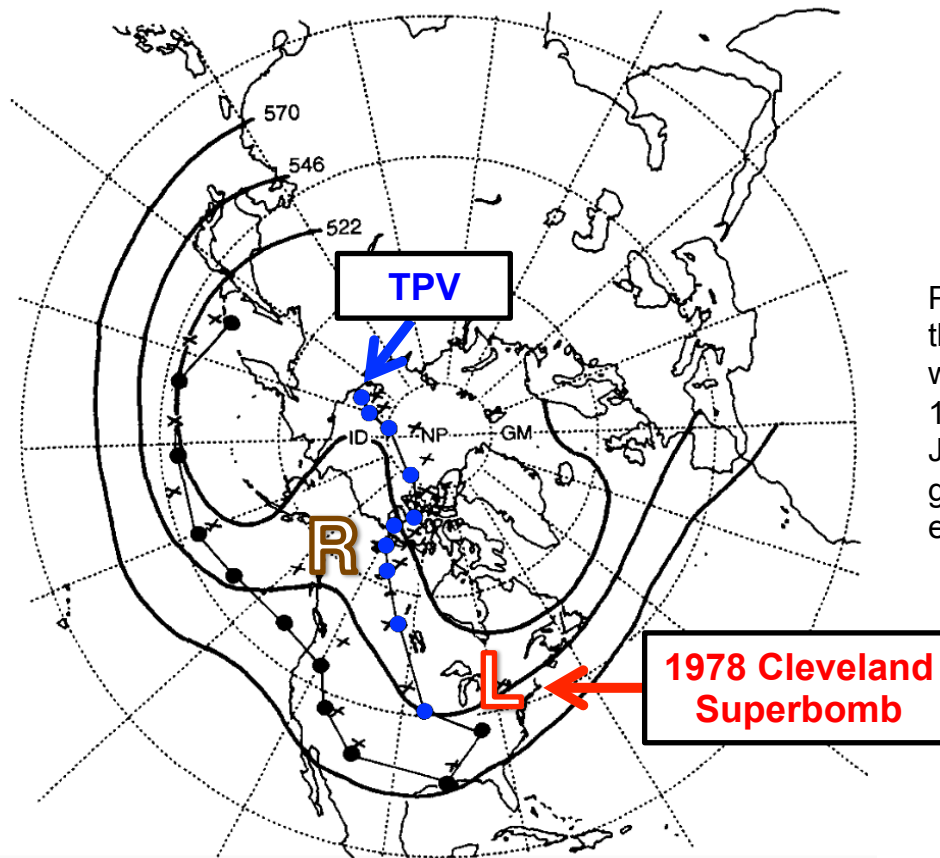 570
546
522
TPV
ID
NP
GM
R
L
1978 Cleveland
Superbomb